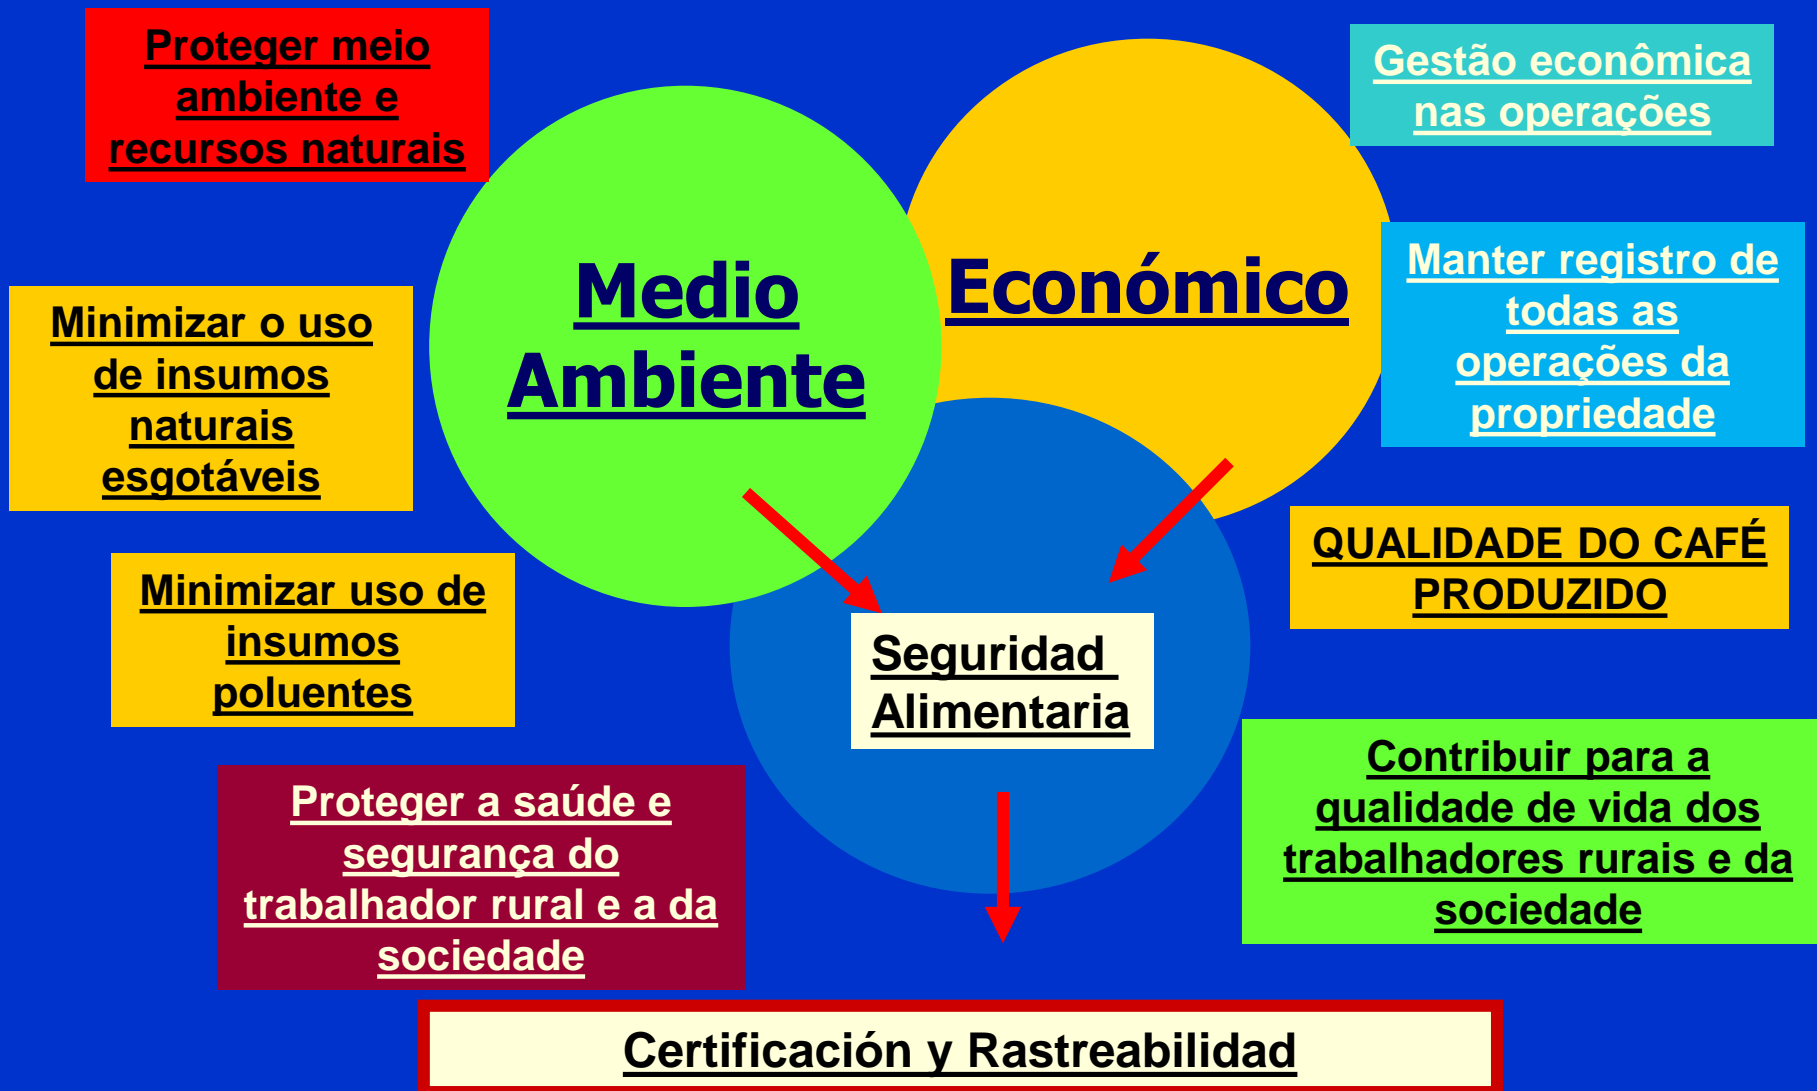 Proteger meio
ambiente e
recursos naturais
Gestão econômica
nas operações
Medio
Ambiente
Económico
Manter registro de
todas as
operações da
propriedade
Minimizar o uso
de insumos
naturais
esgotáveis
QUALIDADE DO CAFÉ
PRODUZIDO
Minimizar uso de
insumos
poluentes
Seguridad
Alimentaria
Contribuir para a
qualidade de vida dos
trabalhadores rurais e da
sociedade
Proteger a saúde e
segurança do
trabalhador rural e a da
sociedade
Certificación y Rastreabilidad